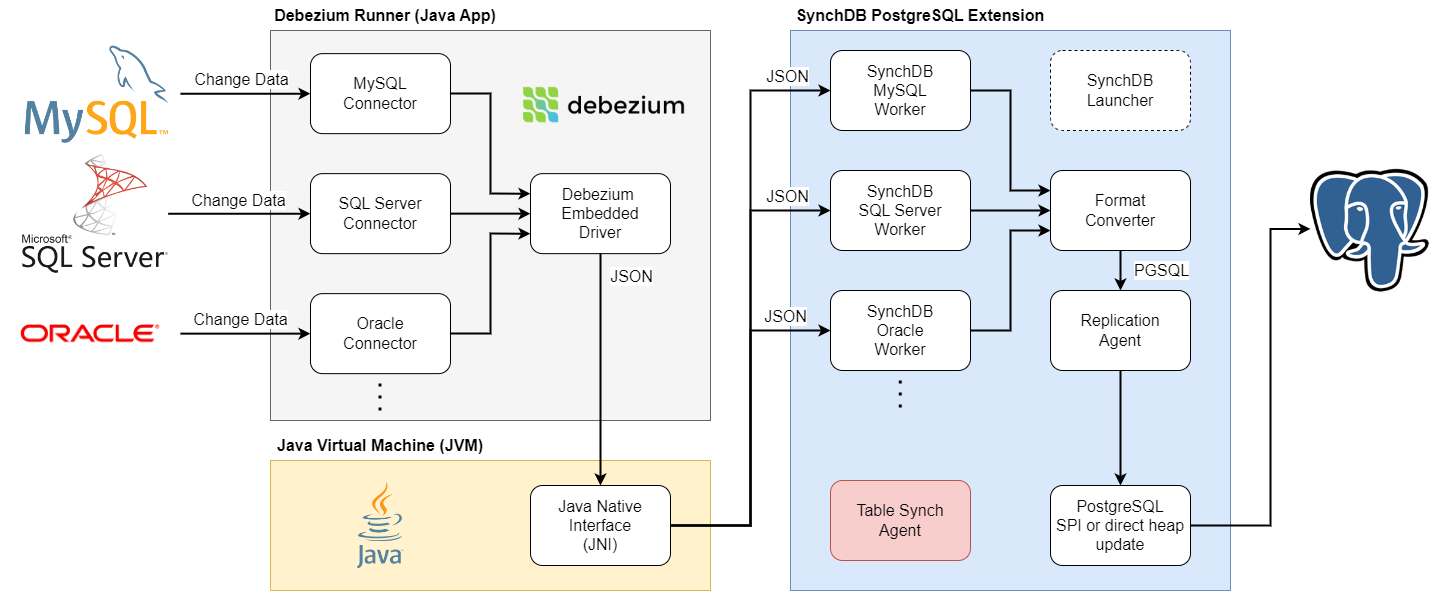 Debezium Runner (Java App)
SynchDB PostgreSQL Extension
MySQL™
Change Data
MySQL
Connector
debezium
JSON
SynchDB
MySQL
Worker
SynchDB
Launcher
Microsoft®
SQL Server
Change Data
SQL Server
Connector
Debezium
Embedded
Driver
JSON
SynchDB
SQL Server
Worker
Format
Converter
JSON
PGSQL
ORACLE®
Change Data
Oracle
Connector
JSON
SynchDB
Oracle
Worker
Replication
Agent
Java Virtual Machine (JVM)
Java
Java Native
Interface
(JNI)
Table Synch
Agent
PostgreSQL
SPI or direct heap
update